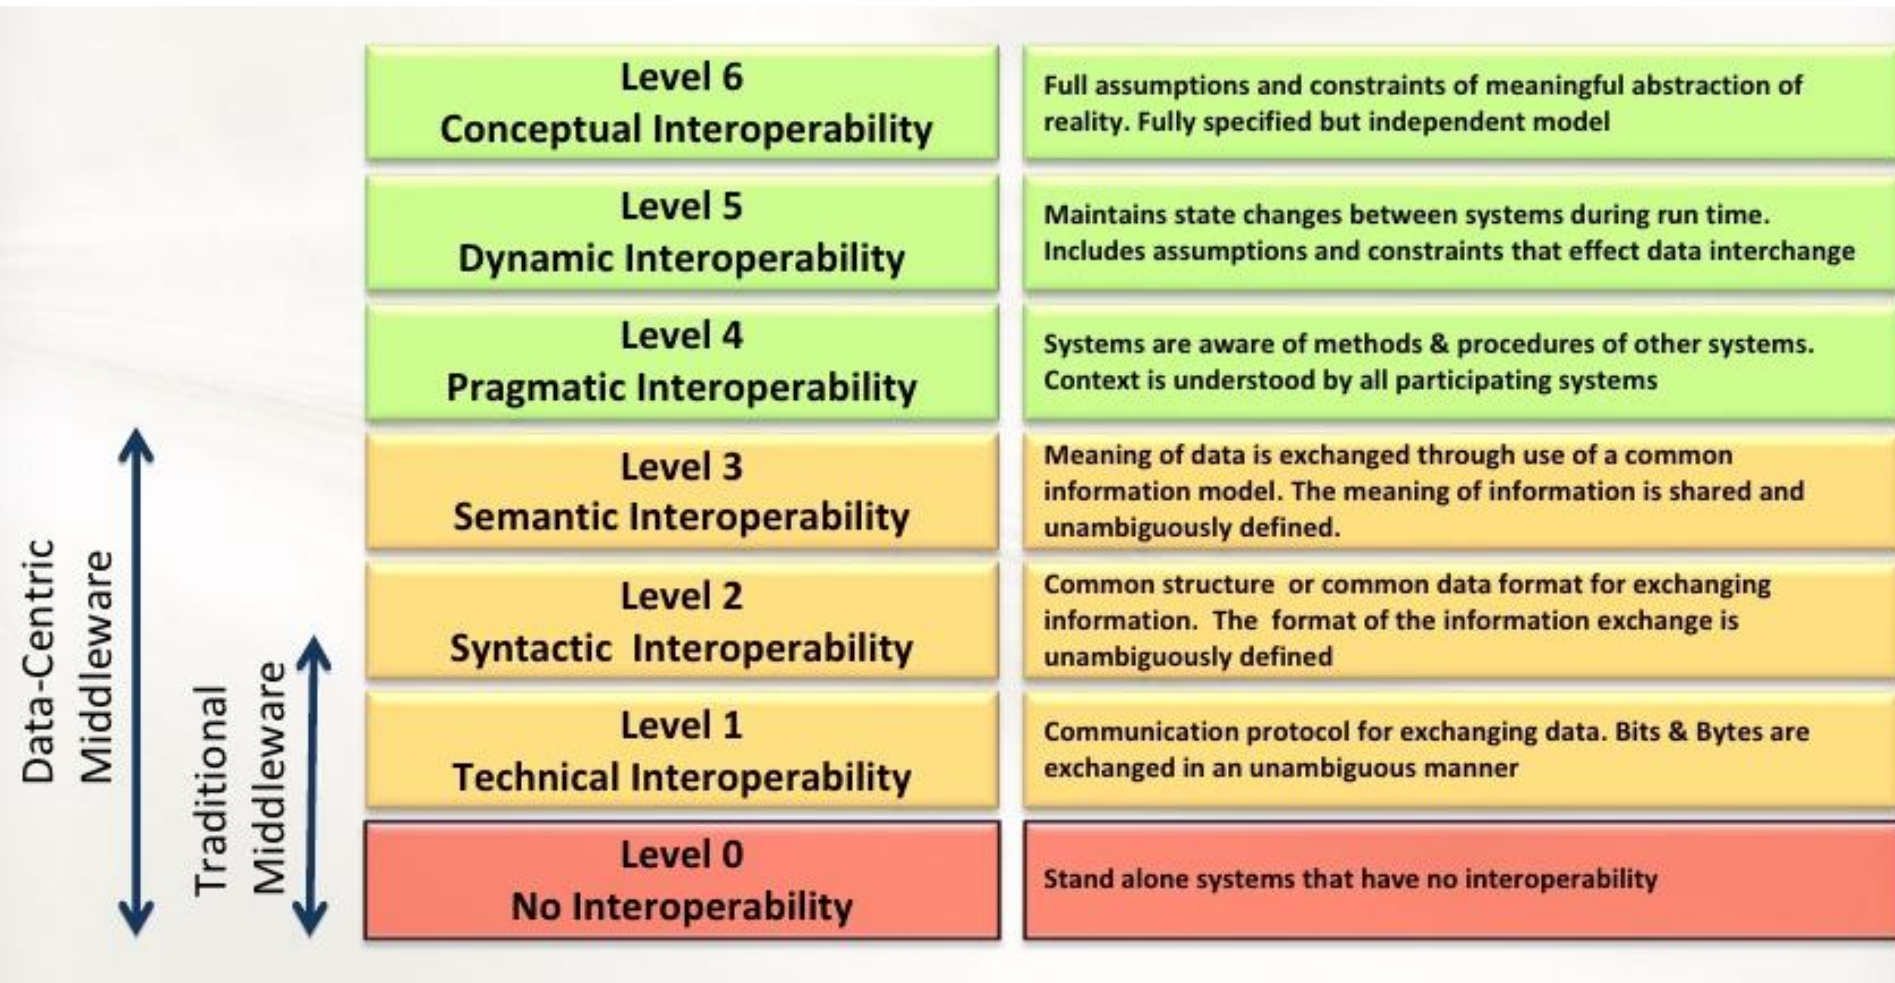 Level 6
Conceptual Interoperability
Full assumptions and constraints of meaningful abstraction of
reality. Fully specified but independent model
Level 5
Dynamic Interoperability
Maintains state changes between systems during run time.
Includes assumptions and constraints that effect data interchange
Level 4
Pragmatic Interoperability
Systems are aware of methods & procedures of other systems.
Context is understood by all participating systems
Level 3
Semantic Interoperability
Meaning of data is exchanged through use of a common
information model. The meaning of information is shared and
unambiguously defined.
Level 2
Syntactic Interoperability
Common structure or common data format for exchanging
information. The format of the information exchange is
unambiguously defined
Level 1
Technical Interoperability
Communication protocol for exchanging data. Bits & Bytes are
exchanged in an unambiguous manner
Level 0
No Interoperability
Stand alone systems that have no interoperability
Data-Centric
Middleware
Traditional
Middleware